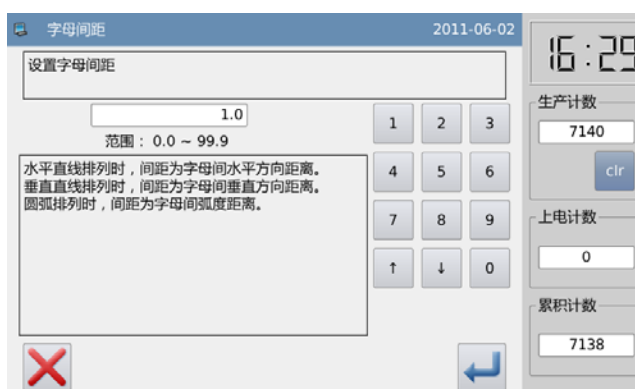 字母间距 2011-06-02
设置字母间距
1.0
范围： 0.0 ~ 99.9
水平直线排列时，间距为字母间水平方向距离。
垂直直线排列时，间距为字母间垂直方向距离。
圆弧排列时，间距为字母间弧度距离。
1 2 3
4 5 6
7 8 9
↑ ↓ 0
16:29
生产计数
7140
clr
上电计数
0
累积计数
7138